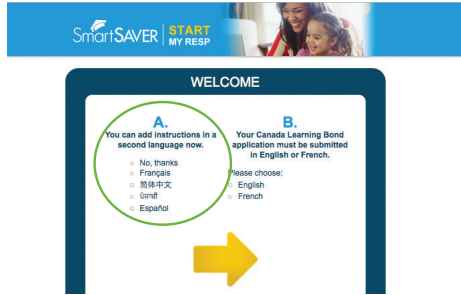 SmartSAVER START
MY RESP
WELCOME
A.
You can add instructions in a
second language now.
No, thanks
Français
简体中文
ਪੰਜਾਬੀ
Español
B.
Your Canada Learning Bond
application must be submitted
in English or French.
Please choose:
English
French